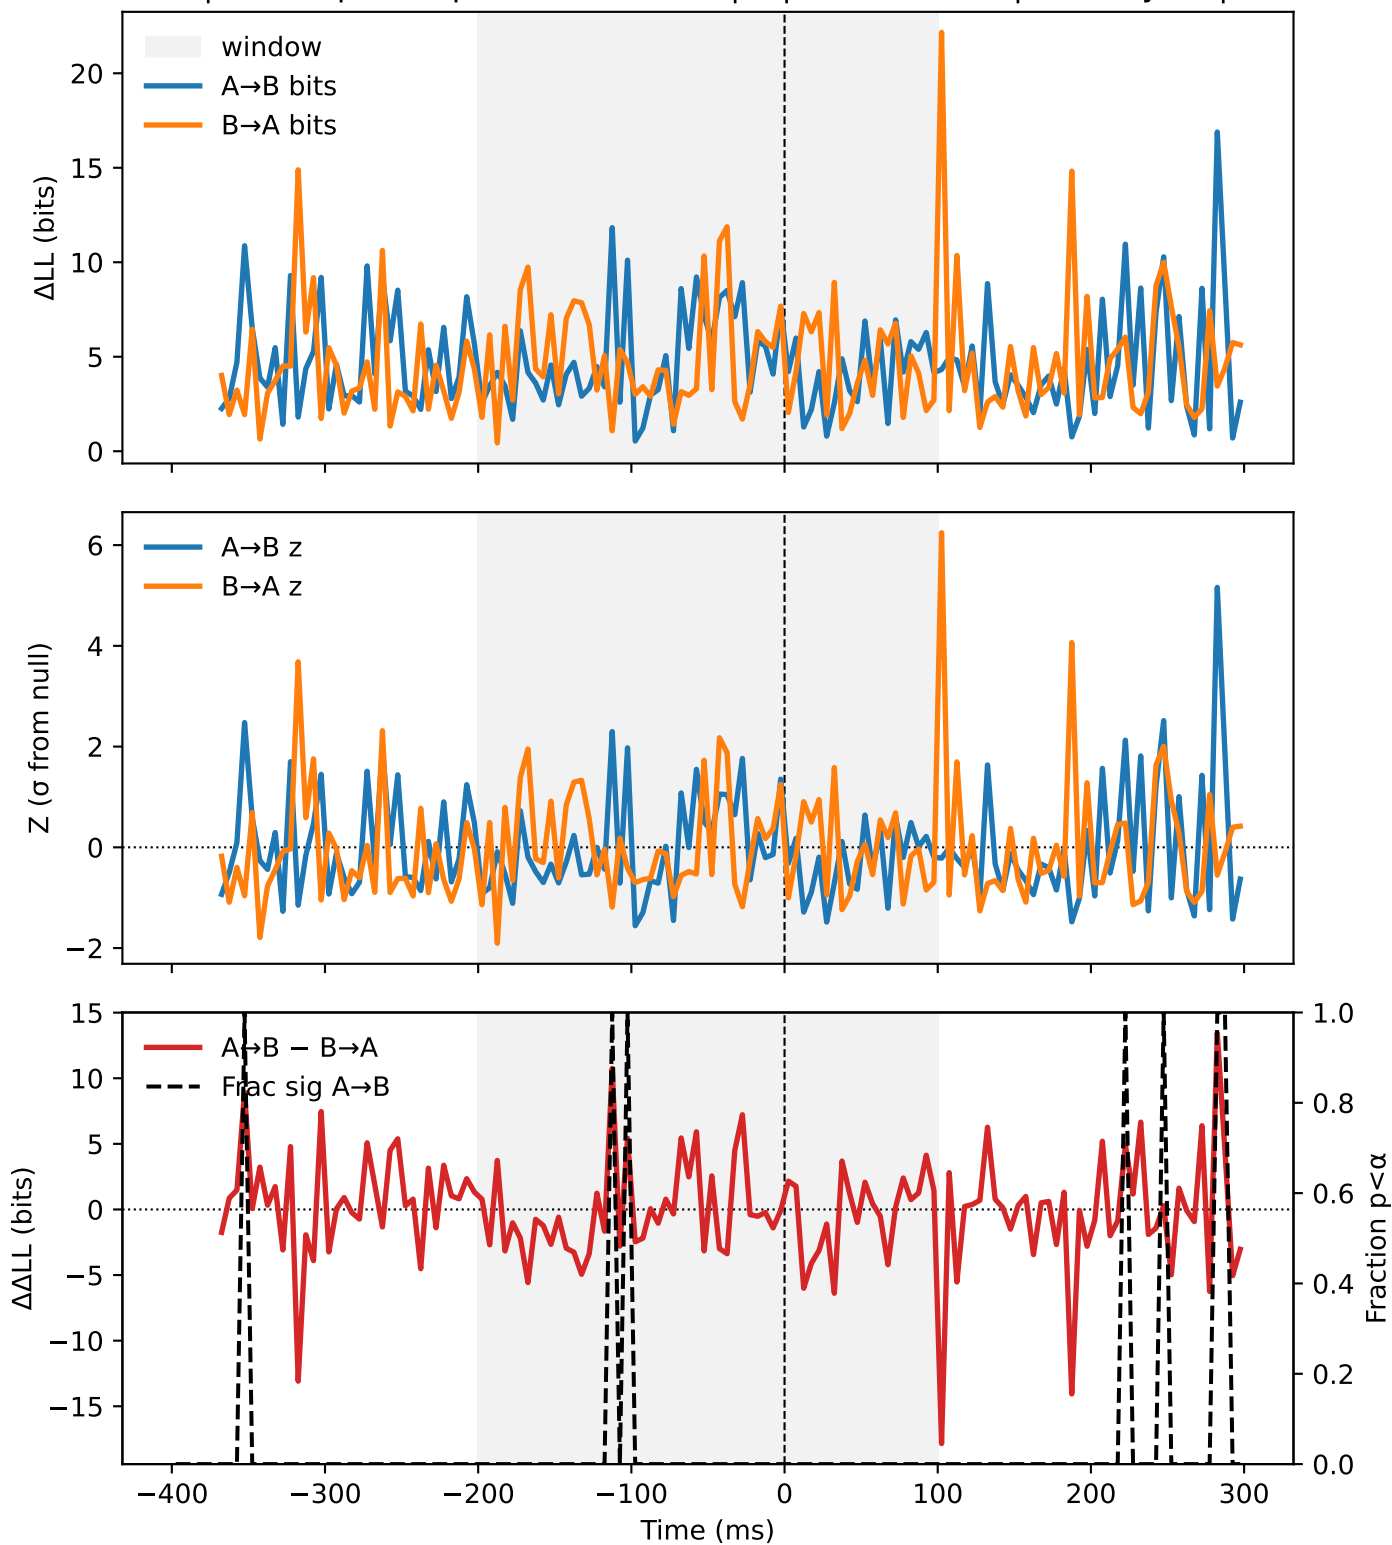 window
A→B bits
B→A bits
ΔLL (bits)
20
15
10
5
0
A→B z
B→A z
Z (σ from null)
6
4
2
0
−2
A→B − B→A
Frac sig A→B
ΔΔLL (bits)
15
10
5
0
−5
−10
−15
1.0
0.8
0.6
0.4
0.2
0.0
Fraction p<α
−400 −300 −200 −100 0 100 200 300
Time (ms)